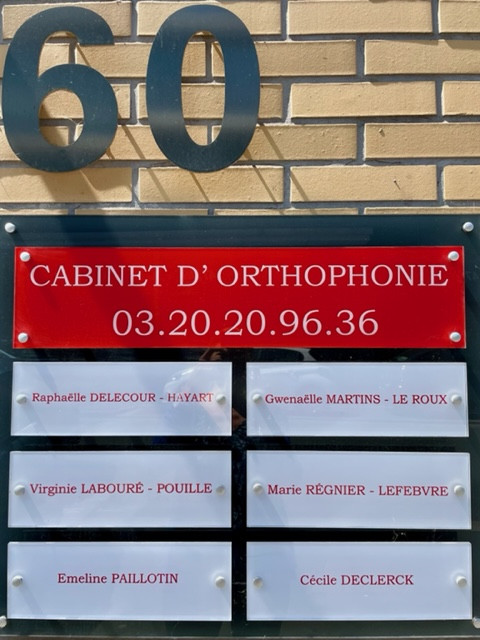 60
CABINET D' ORTHOPHONIE
03.20.20.96.36
Raphaëlle DELECOUR - HAYART
Gwenaëlle MARTINS - LE ROUX
Virginie LABOURÉ - POUILLE
Marie RÉGNIER - LEFEBVRE
Emeline PAILLOTIN
Cécile DECLERCK